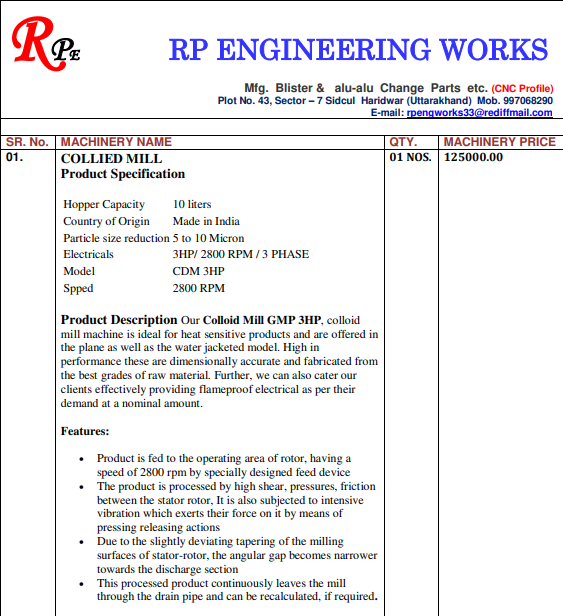 RPE
RP ENGINEERING WORKS
Mfg. Blister & alu-alu Change Parts etc. (CNC Profile)
Plot No. 43, Sector – 7 Sidcul Haridwar (Uttarakhand) Mob. 997068290
E-mail: rpengworks33@rediffmail.com
SR. No. MACHINERY NAME QTY. MACHINERY PRICE
01. COLLIED MILL 01 NOS. 125000.00
Product Specification
Hopper Capacity 10 liters
Country of Origin Made in India
Particle size reduction 5 to 10 Micron
Electricals 3HP/ 2800 RPM / 3 PHASE
Model CDM 3HP
Spped 2800 RPM
Product Description Our Colloid Mill GMP 3HP, colloid
mill machine is ideal for heat sensitive products and are offered in
the plane as well as the water jacketed model. High in
performance these are dimensionally accurate and fabricated from
the best grades of raw material. Further, we can also cater our
clients effectively providing flameproof electrical as per their
demand at a nominal amount.
Features:
• Product is fed to the operating area of rotor, having a
speed of 2800 rpm by specially designed feed device
• The product is processed by high shear, pressures, friction
between the stator rotor, It is also subjected to intensive
vibration which exerts their force on it by means of
pressing releasing actions
• Due to the slightly deviating tapering of the milling
surfaces of stator-rotor, the angular gap becomes narrower
towards the discharge section
• This processed product continuously leaves the mill
through the drain pipe and can be recalculated, if required.